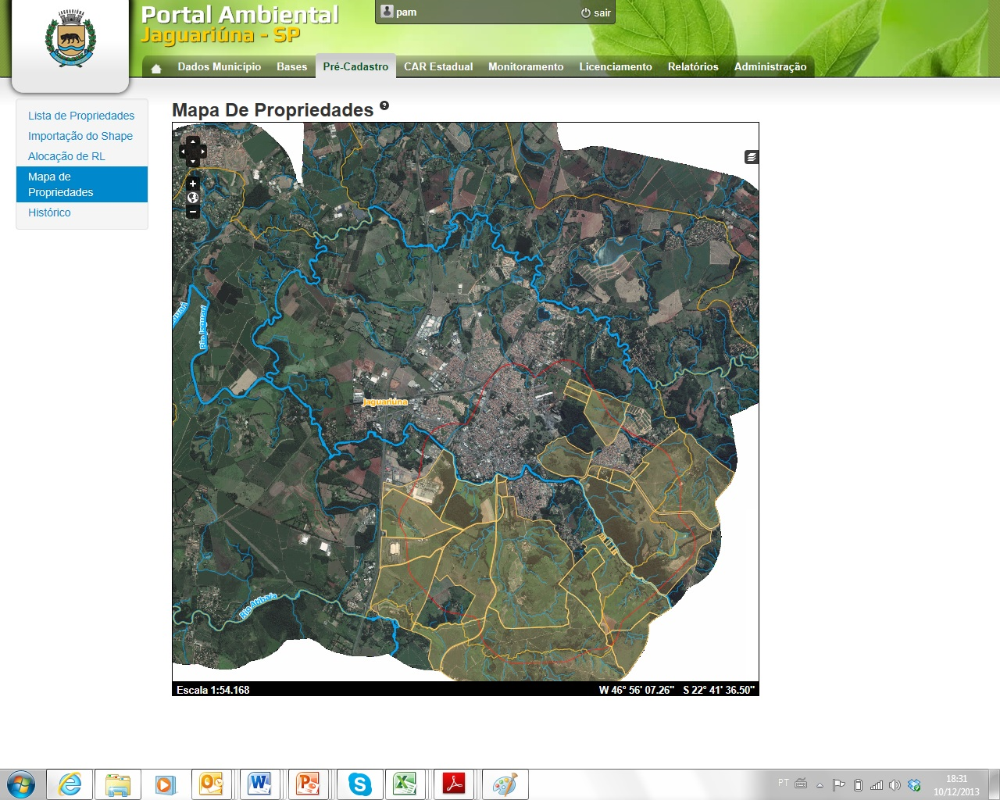 Portal Ambiental
Jaguariúna - SP
pam
sair
Dados Município
Bases
Pré-Cadastro
CAR Estadual
Monitoramento
Licenciamento
Relatórios
Administração
Lista de Propriedades
Importação do Shape
Alocação de RL
Mapa de
Propriedades
Histórico
Mapa De Propriedades ?
Rio Jaguari
Jaguariúna
Rio Atibaia
Escala 1:54.168
W 46° 56' 07.26" S 22° 41' 36.50"
PT
18:31
10/12/2013